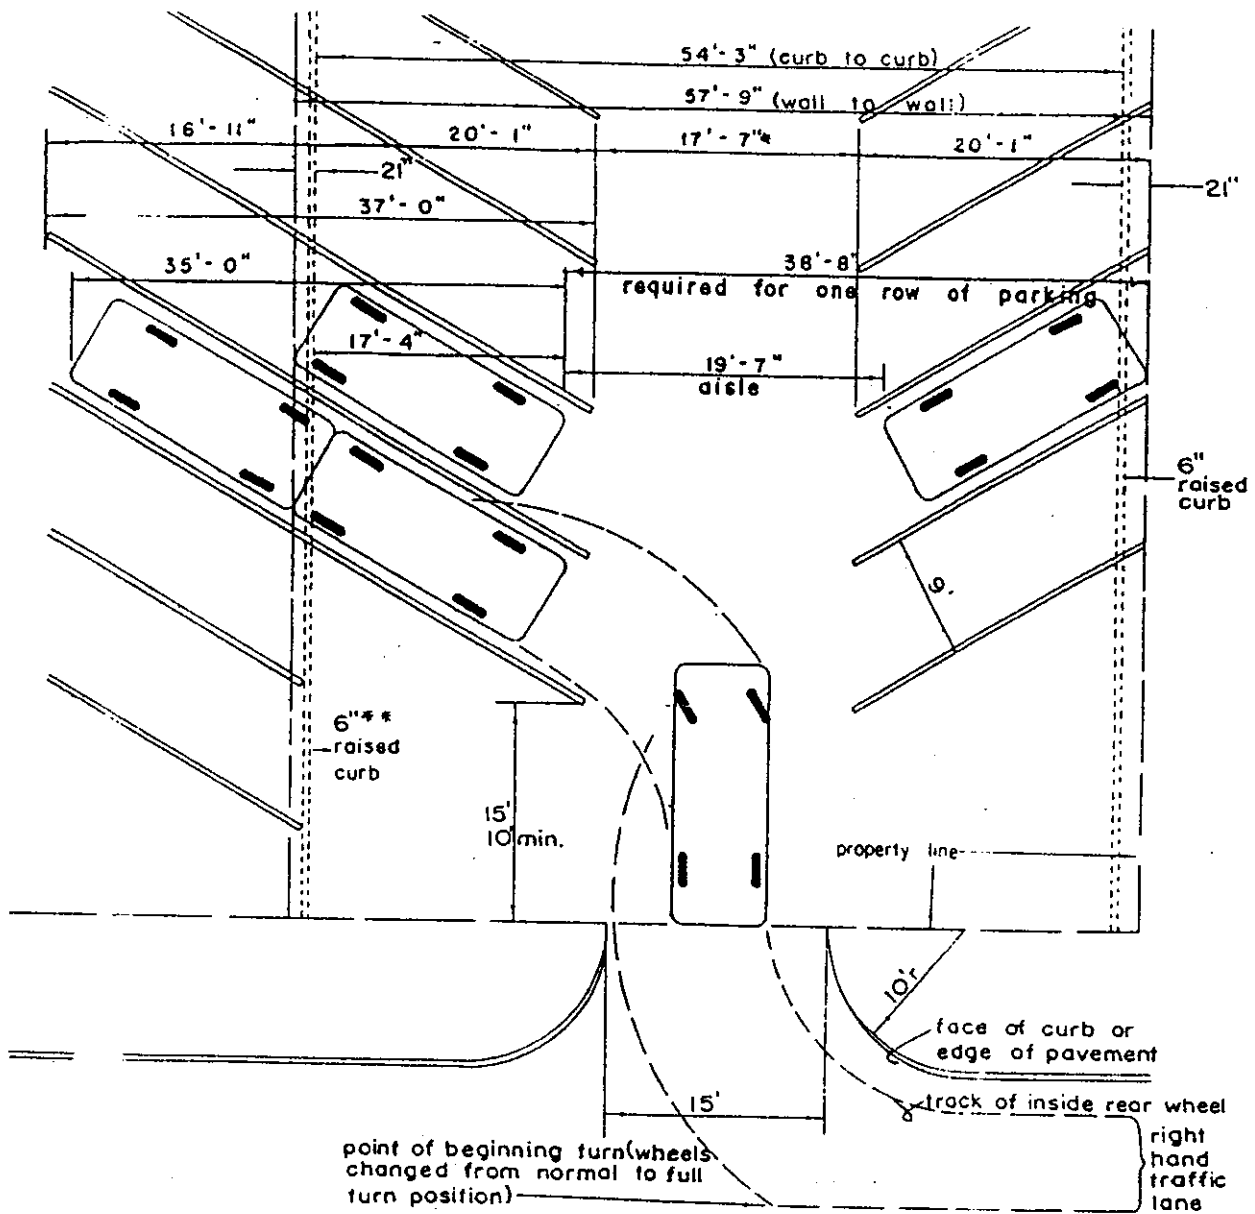 54'-3" (curb to curb)
57'-9" (wall to wall)
16'-11"
20'-1"
17'-7"*
20'-1"
21"
21"
37'-0"
35'-0"
38'-8"
required for one row of parking
17'-4"
19'-7"
aisle
6"
raised
curb
9'
6"**
raised
curb
15'
10'min.
property line
10'r
face of curb or
edge of pavement
15'
track of inside rear wheel
point of beginning turn(wheels
changed from normal to full
turn position)
right
hand
traffic
lane